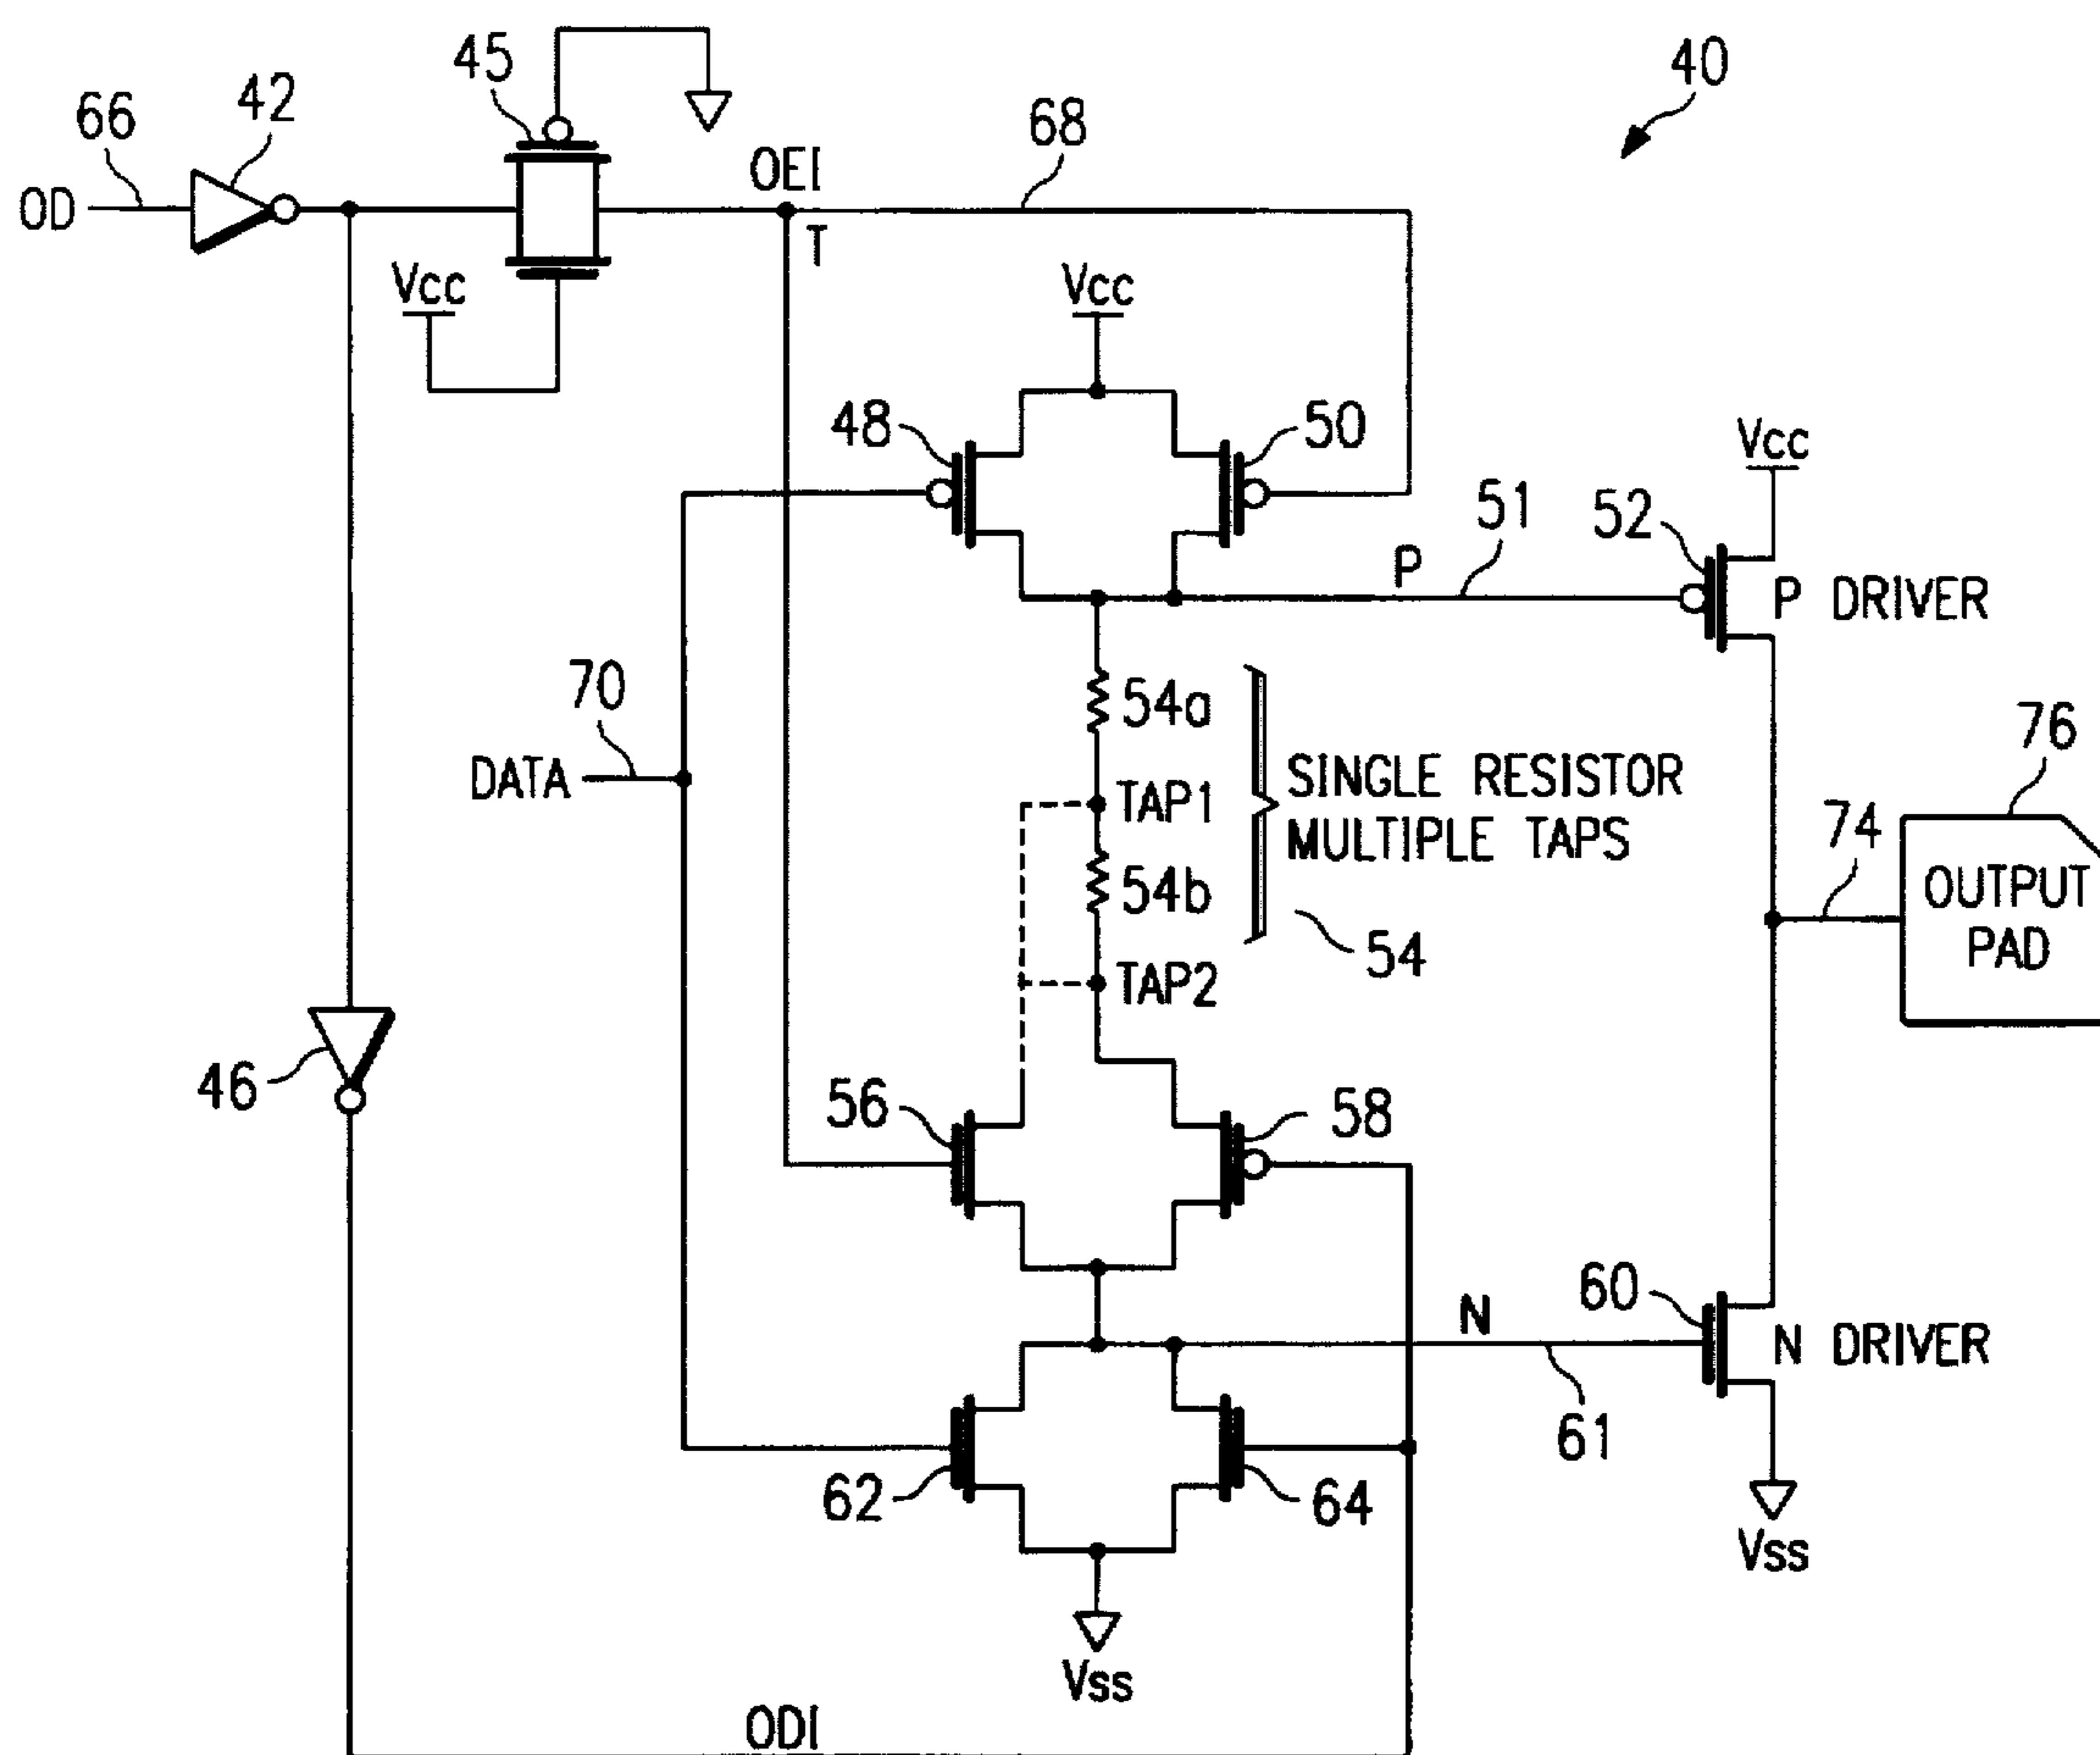 40
45
42
66
68
OD
OEI
T
Vcc
Vcc
48
50
Vcc
51
52
P
P DRIVER
70
54a
DATA
TAP1
SINGLE RESISTOR
MULTIPLE TAPS
76
74
54b
OUTPUT
PAD
54
TAP2
46
56
58
60
N
N DRIVER
61
62
64
Vss
Vss
ODI